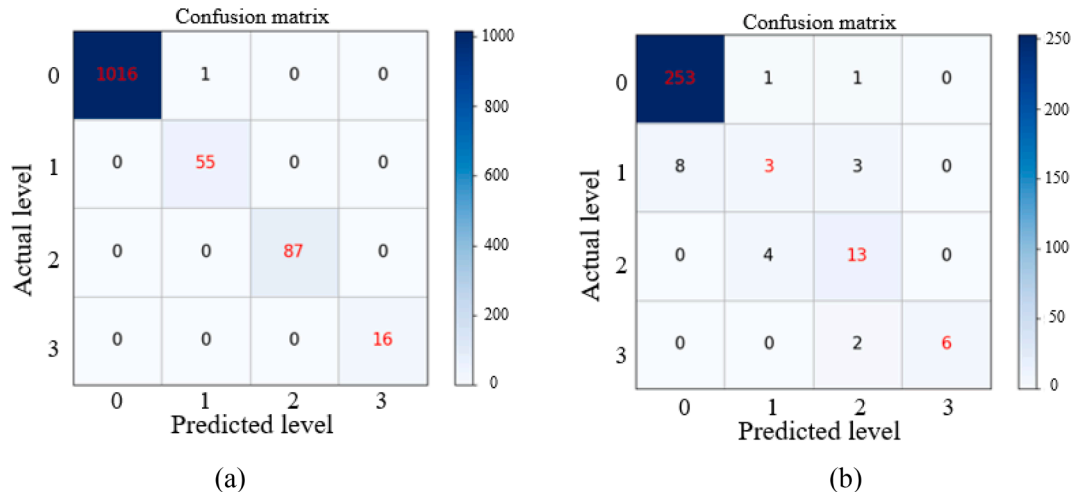 Confusion matrix
0 1016 1 0 0
1 0 55 0 0
2 0 0 87 0
3 0 0 0 16
0 1 2 3
Predicted level
Actual level
1000
800
600
400
200
0
(a)
Confusion matrix
0 253 1 1 0
1 8 3 3 0
2 0 4 13 0
3 0 0 2 6
0 1 2 3
Predicted level
Actual level
250
200
150
100
50
0
(b)